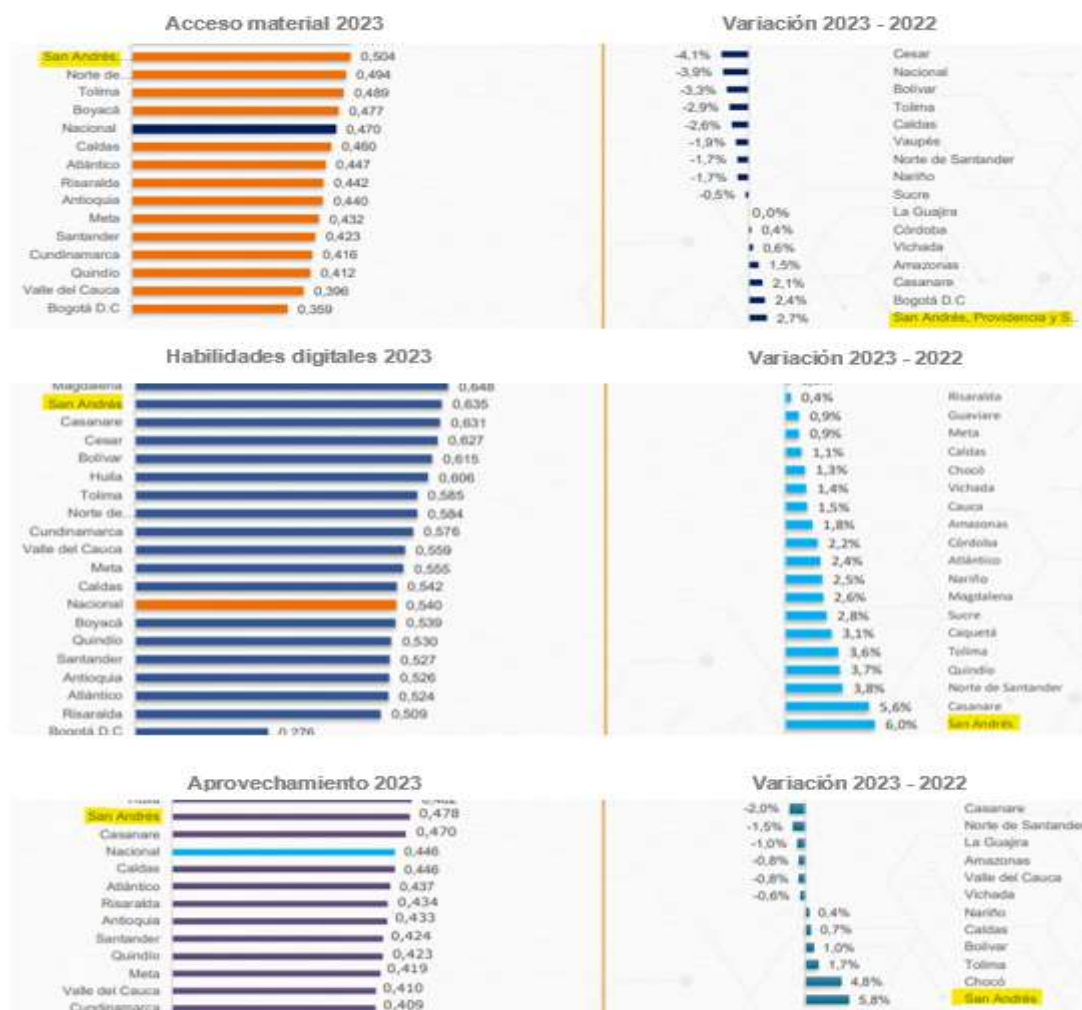 Acceso material 2023 Variación 2023 - 2022
San Andrés,... 0,504 -4,1% Cesar
Norte de... 0,494 -3,9% Nacional
Tolima 0,489 -3,3% Bolívar
Boyacá 0,477 -2,9% Tolima
Nacional 0,470 -2,6% Caldas
Caldas 0,460 -1,9% Vaupés
Atlántico 0,447 -1,7% Norte de Santander
Risaralda 0,442 -1,7% Nariño
Antioquia 0,440 -0,5% Sucre
Meta 0,432 0,0% La Guajira
Santander 0,423 0,4% Córdoba
Cundinamarca 0,416 0,6% Vichada
Quindío 0,412 1,5% Amazonas
Valle del Cauca 0,396 2,1% Casanare
Bogotá D.C 0,359 2,4% Bogotá D.C
2,7% San Andrés, Providencia y S...
Habilidades digitales 2023 Variación 2023 - 2022
Magdalena 0,648
San Andrés 0,635 0,4% Risaralda
Casanare 0,631 0,9% Guaviare
Cesar 0,627 0,9% Meta
Bolívar 0,615 1,1% Caldas
Huila 0,606 1,3% Chocó
Tolima 0,585 1,4% Vichada
Norte de... 0,584 1,5% Cauca
Cundinamarca 0,576 1,8% Amazonas
Valle del Cauca 0,559 2,2% Córdoba
Meta 0,555 2,4% Atlántico
Caldas 0,542 2,5% Nariño
Nacional 0,540 2,6% Magdalena
Boyacá 0,539 2,8% Sucre
Quindío 0,530 3,1% Caquetá
Santander 0,527 3,6% Tolima
Antioquia 0,526 3,7% Quindío
Atlántico 0,524 3,8% Norte de Santander
Risaralda 0,509 5,6% Casanare
Bogotá D.C 0,276 6,0% San Andrés
Aprovechamiento 2023 Variación 2023 - 2022
San Andrés 0,478 -2,0% Casanare
Casanare 0,470 -1,5% Norte de Santander
Nacional 0,446 -1,0% La Guajira
Caldas 0,446 -0,8% Amazonas
Atlántico 0,437 -0,8% Valle del Cauca
Risaralda 0,434 -0,6% Vichada
Antioquia 0,433 0,4% Nariño
Santander 0,424 0,7% Caldas
Quindío 0,423 1,0% Bolívar
Meta 0,419 1,7% Tolima
Valle del Cauca 0,410 4,8% Chocó
Cundinamarca 0,409 5,8% San Andrés